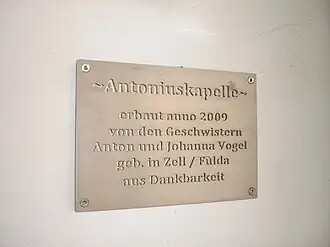 ~Antoniuskapelle~
erbaut anno 2009
von den Geschwistern
Anton und Johanna Vogel
geb. in Zell / Fulda
aus Dankbarkeit